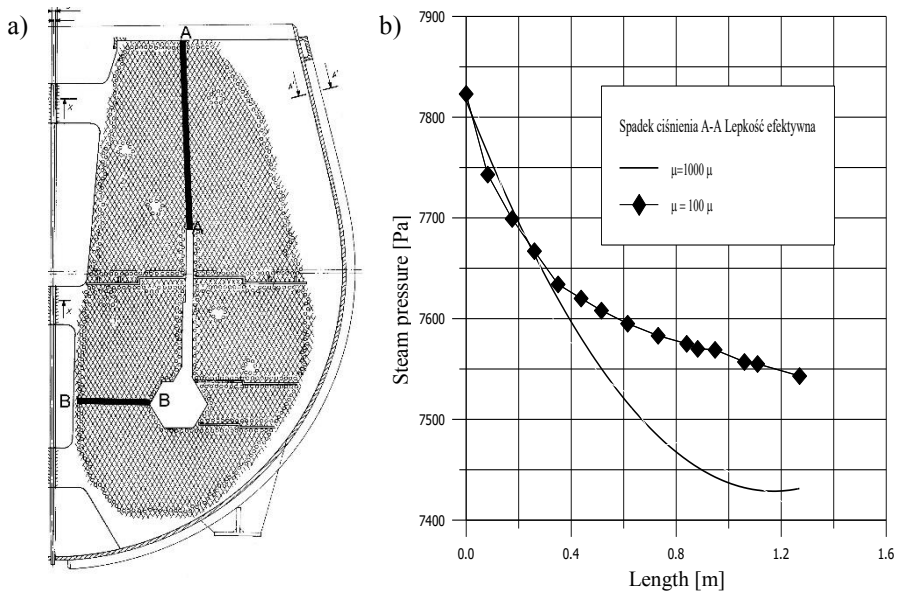 a)
A
A
x
x
B
B
b)
7900
7800
7700
7600
7500
7400
Steam pressure [Pa]
Spadek ciśnienia A-A Lepkość efektywna
μ=1000 μ
μ = 100 μ
0.0
0.4
0.8
1.2
1.6
Length [m]